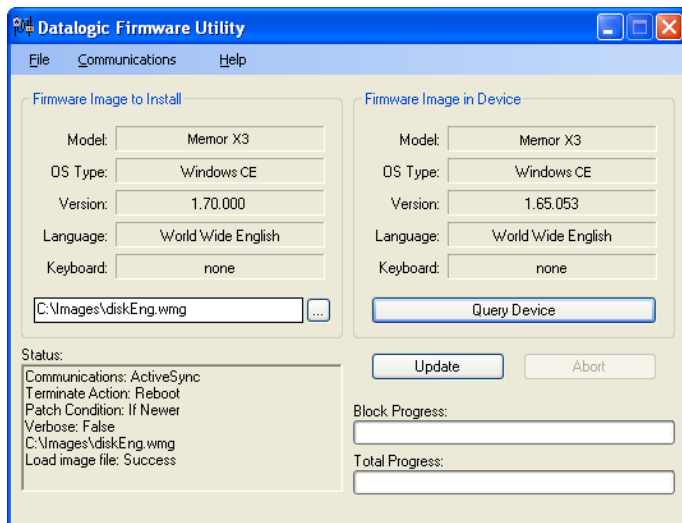 Datalogic Firmware Utility
File Communications Help
Firmware Image to Install
Model: Memor X3
OS Type: Windows CE
Version: 1.70.000
Language: World Wide English
Keyboard: none
C:\Images\diskEng.wmg ...
Firmware Image in Device
Model: Memor X3
OS Type: Windows CE
Version: 1.65.053
Language: World Wide English
Keyboard: none
Query Device
Status:
Communications: ActiveSync
Terminate Action: Reboot
Patch Condition: If Newer
Verbose: False
C:\Images\diskEng.wmg
Load image file: Success
Update Abort
Block Progress:
Total Progress: